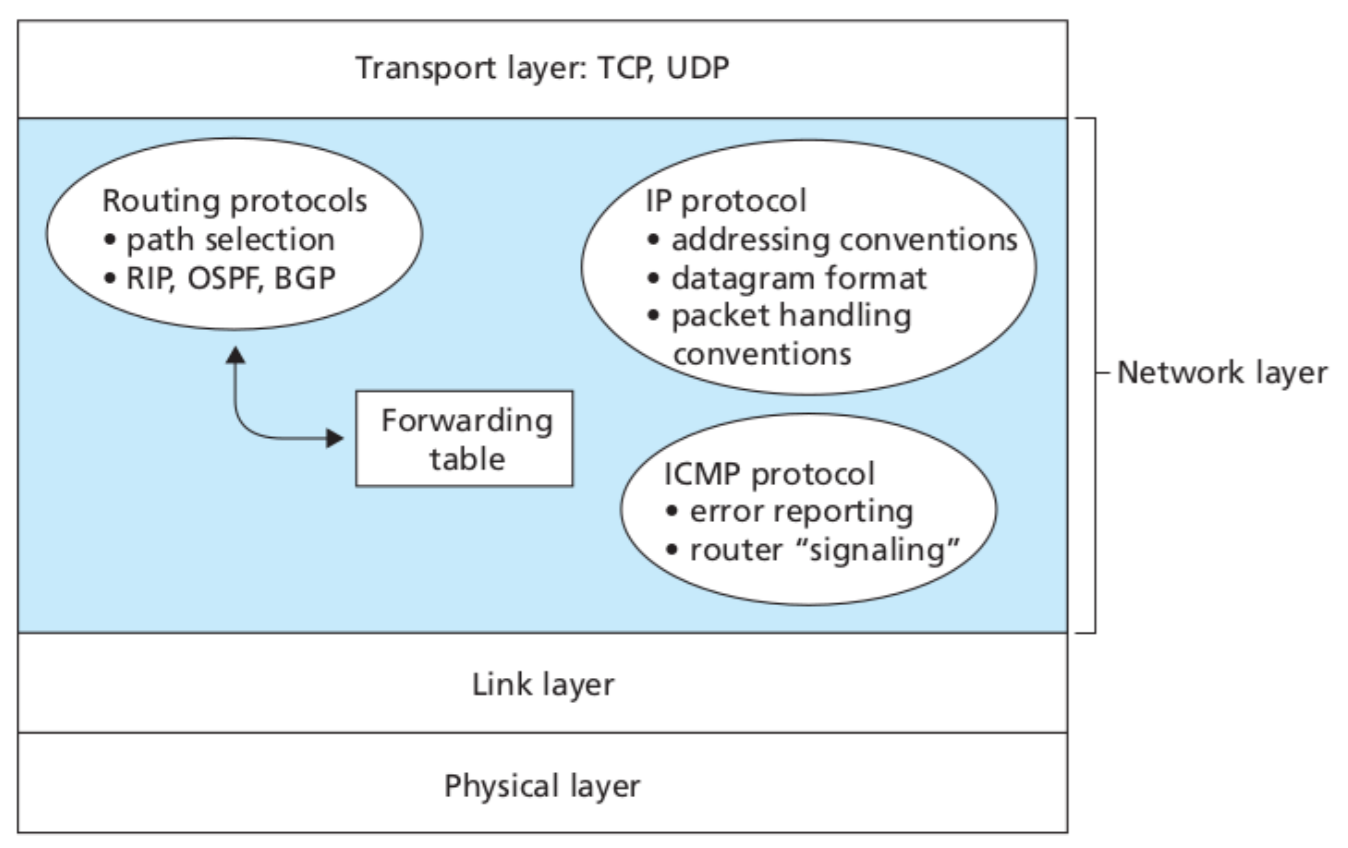 Transport layer: TCP, UDP
Routing protocols
• path selection
• RIP, OSPF, BGP
IP protocol
• addressing conventions
• datagram format
• packet handling
conventions
Network layer
Forwarding
table
ICMP protocol
• error reporting
• router “signaling”
Link layer
Physical layer